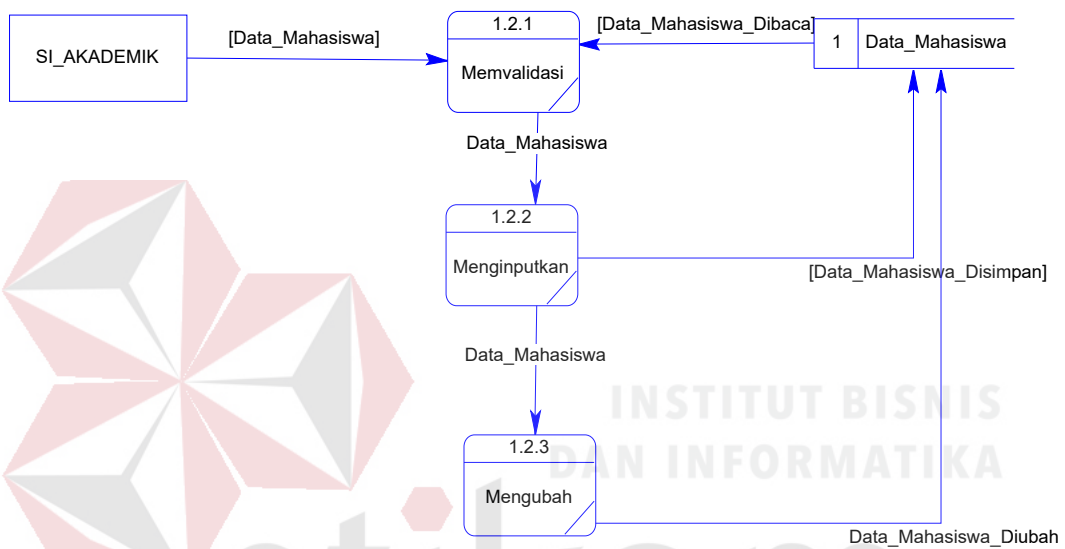 SI_AKADEMIK
[Data_Mahasiswa]
1.2.1
Memvalidasi
[Data_Mahasiswa_Dibaca]
1
Data_Mahasiswa
Data_Mahasiswa
1.2.2
Menginputkan
[Data_Mahasiswa_Disimpan]
Data_Mahasiswa
INSTITUT BISNIS
DAN INFORMATIKA
1.2.3
Mengubah
Data_Mahasiswa_Diubah